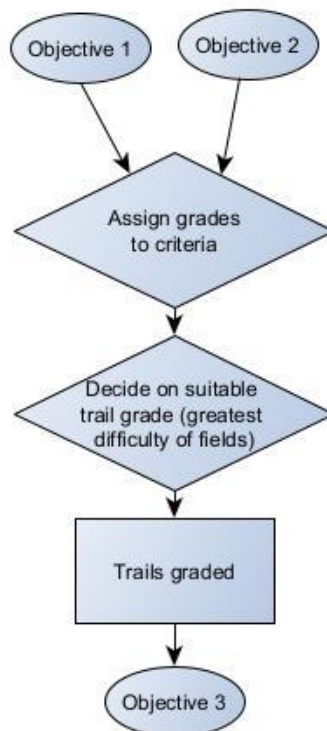 Objective 1
Objective 2
Assign grades
to criteria
Decide on suitable
trail grade (greatest
difficulty of fields)
Trails graded
Objective 3